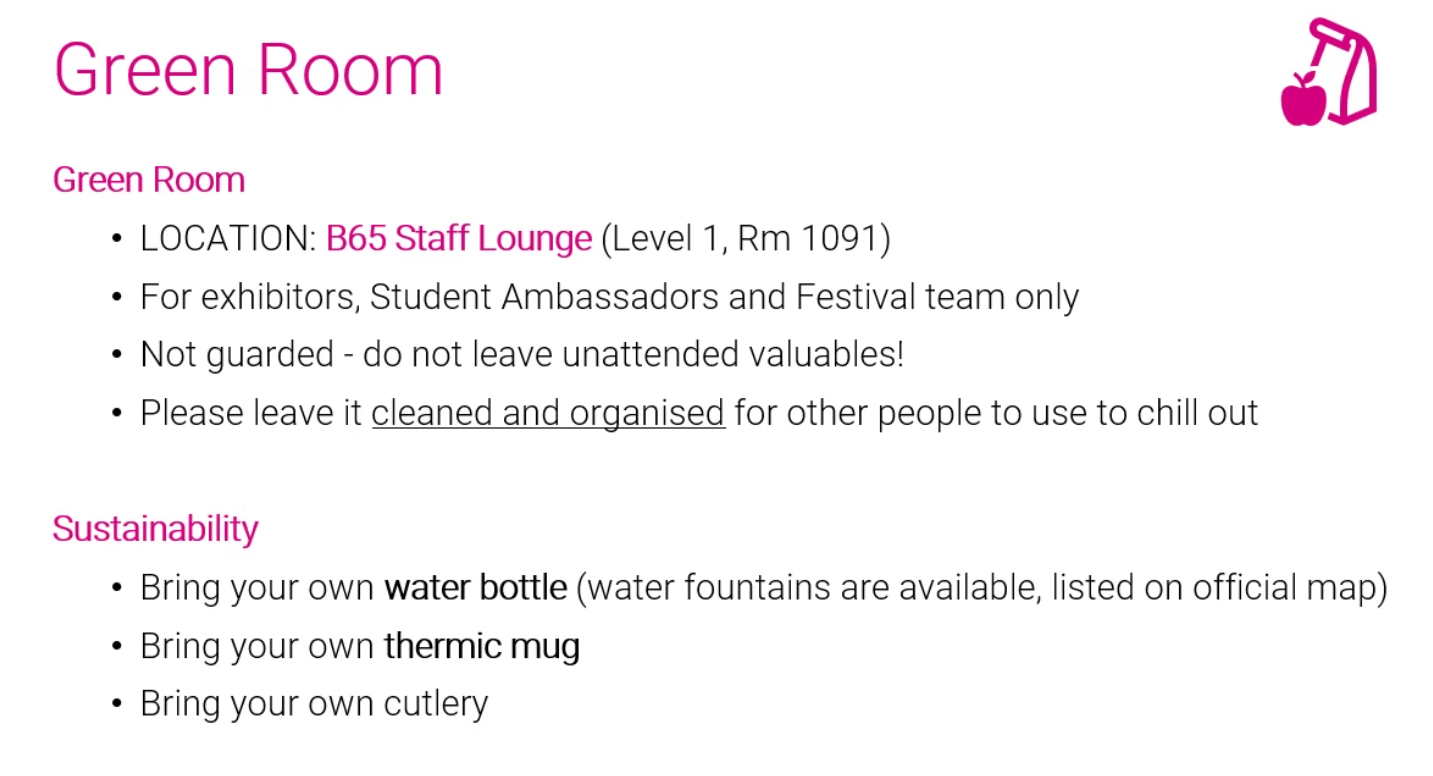 Green Room
Green Room
• LOCATION: B65 Staff Lounge (Level 1, Rm 1091)
• For exhibitors, Student Ambassadors and Festival team only
• Not guarded - do not leave unattended valuables!
• Please leave it cleaned and organised for other people to use to chill out
Sustainability
• Bring your own water bottle (water fountains are available, listed on official map)
• Bring your own thermic mug
• Bring your own cutlery